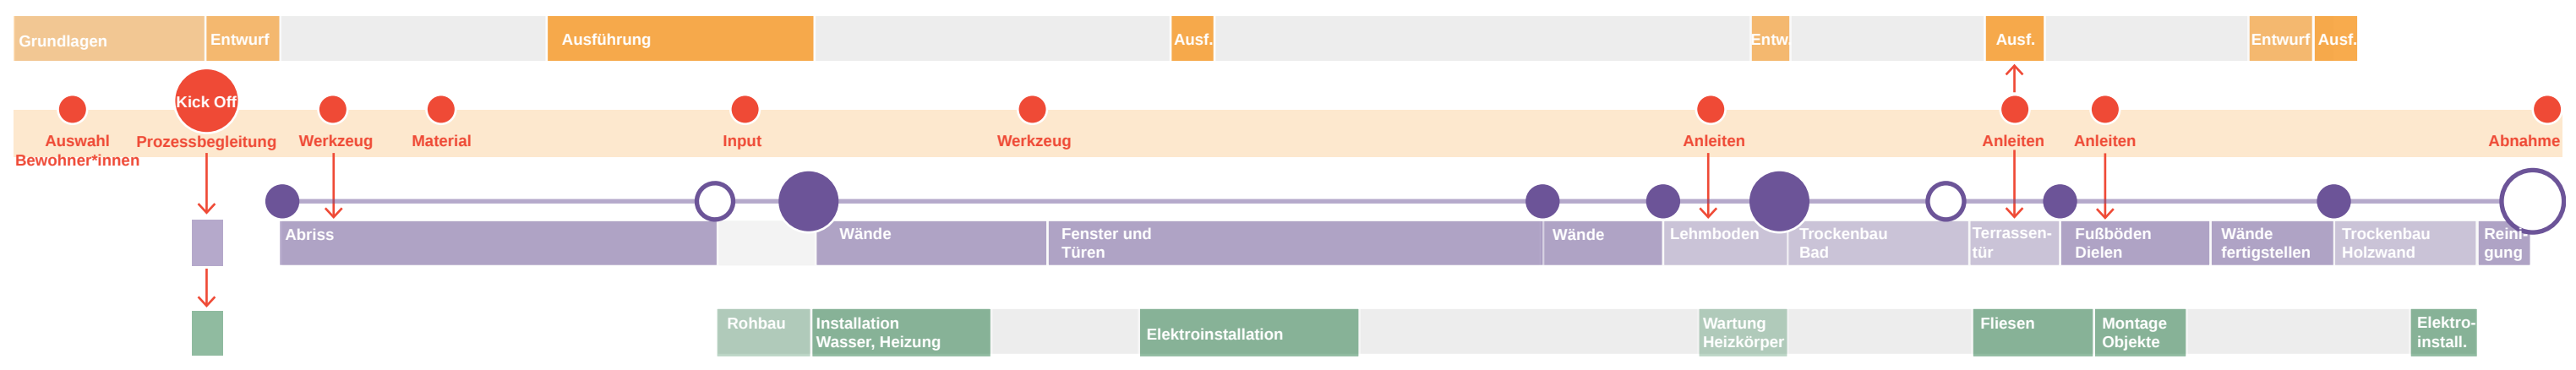 Grundlagen
Entwurf
Ausführung
Ausf.
Entw.
Ausf.
Entwurf
Ausf.
Kick Off
Auswahl
Bewohner*innen
Prozessbegleitung
Werkzeug
Material
Input
Werkzeug
Anleiten
Anleiten
Anleiten
Abnahme
Abriss
Wände
Fenster und
Türen
Wände
Lehmboden
Trockenbau
Bad
Terrassen-
tür
Fußböden
Dielen
Wände
fertigstellen
Trockenbau
Holzwand
Reini-
gung
Rohbau
Installation
Wasser, Heizung
Elektroinstallation
Wartung
Heizkörper
Fliesen
Montage
Objekte
Elektro-
install.